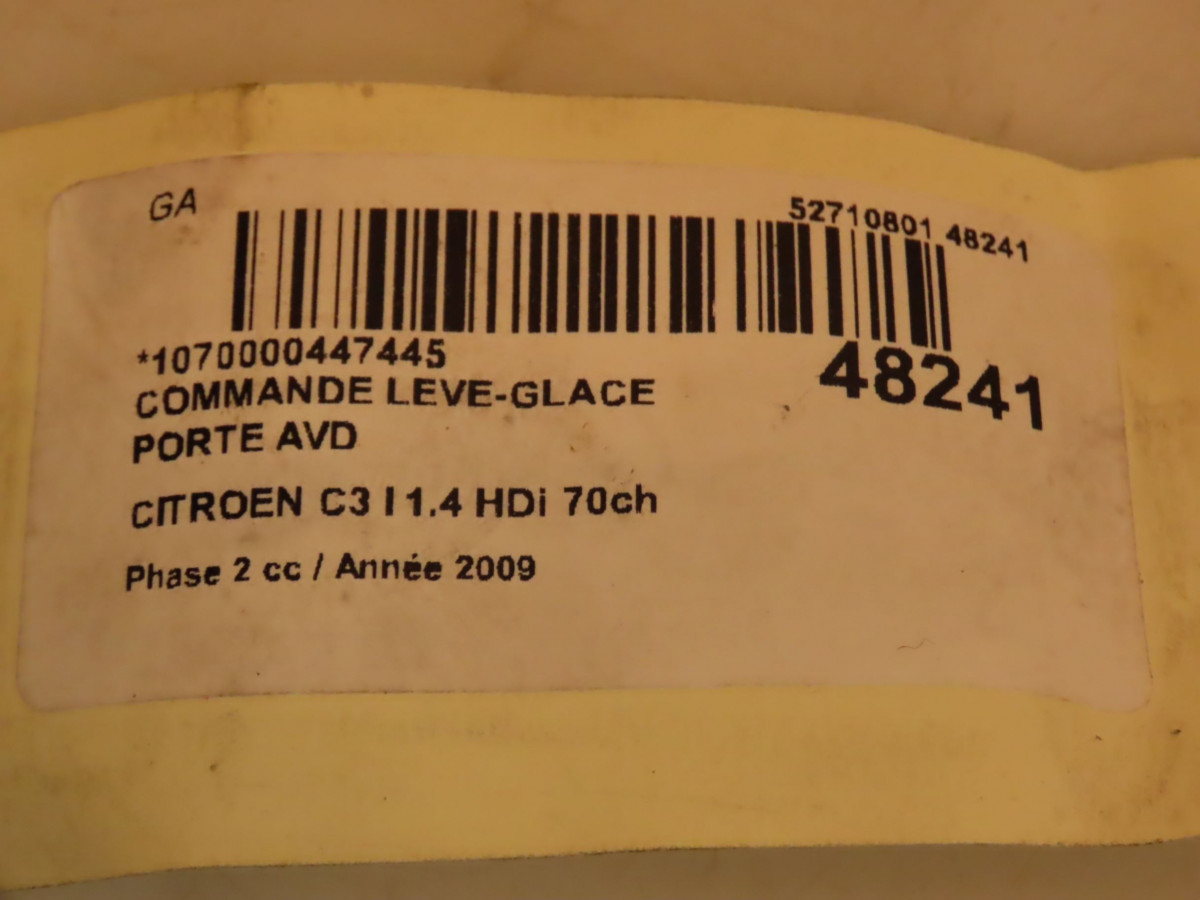 GA
52710801 48241
*1070000447445
48241
COMMANDE LEVE-GLACE
PORTE AVD
CITROEN C3 I 1.4 HDi 70ch
Phase 2 cc / Année 2009